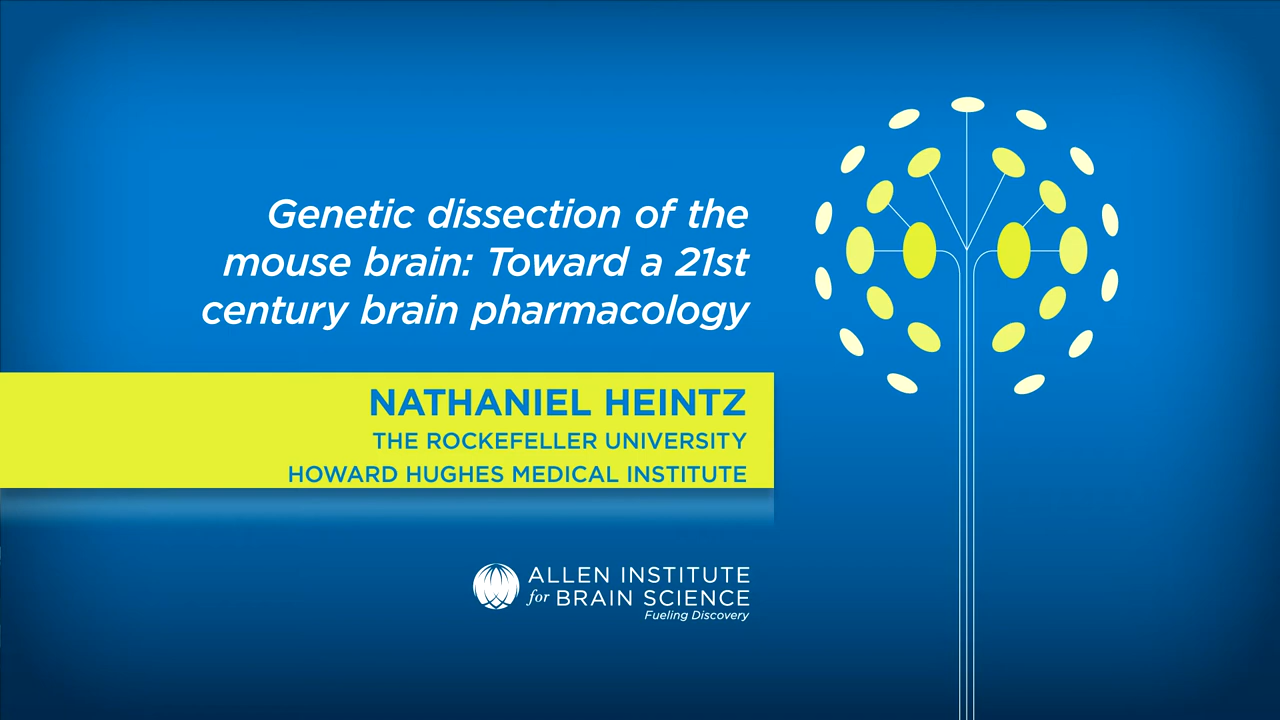 Genetic dissection of the
mouse brain: Toward a 21st
century brain pharmacology
NATHANIEL HEINTZ
THE ROCKEFELLER UNIVERSITY
HOWARD HUGHES MEDICAL INSTITUTE
ALLEN INSTITUTE
for BRAIN SCIENCE
Fueling Discovery